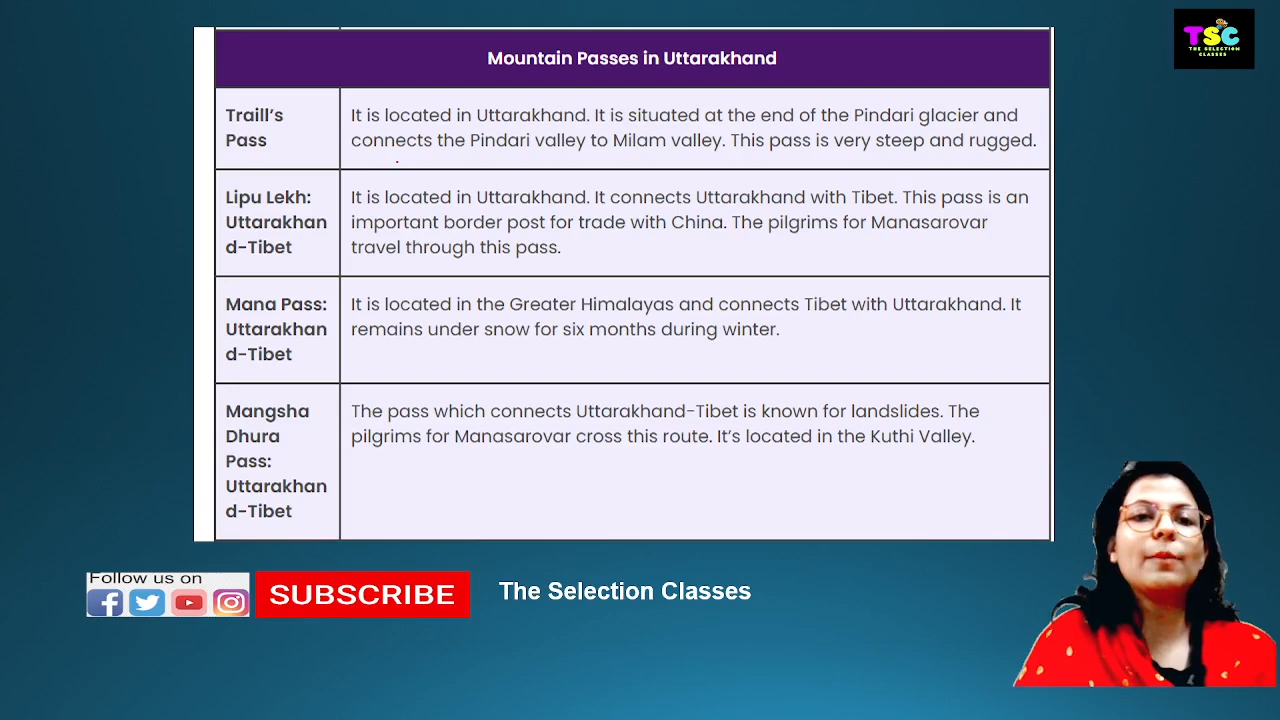 TSC
THE SELECTION
CLASSES
Mountain Passes in Uttarakhand
Traill's
Pass
It is located in Uttarakhand. It is situated at the end of the Pindari glacier and
connects the Pindari valley to Milam valley. This pass is very steep and rugged.
Lipu Lekh:
Uttarakhan
d-Tibet
It is located in Uttarakhand. It connects Uttarakhand with Tibet. This pass is an
important border post for trade with China. The pilgrims for Manasarovar
travel through this pass.
Mana Pass:
Uttarakhan
d-Tibet
It is located in the Greater Himalayas and connects Tibet with Uttarakhand. It
remains under snow for six months during winter.
Mangsha
Dhura
Pass:
Uttarakhan
d-Tibet
The pass which connects Uttarakhand-Tibet is known for landslides. The
pilgrims for Manasarovar cross this route. It's located in the Kuthi Valley.
Follow us on
SUBSCRIBE
The Selection Classes